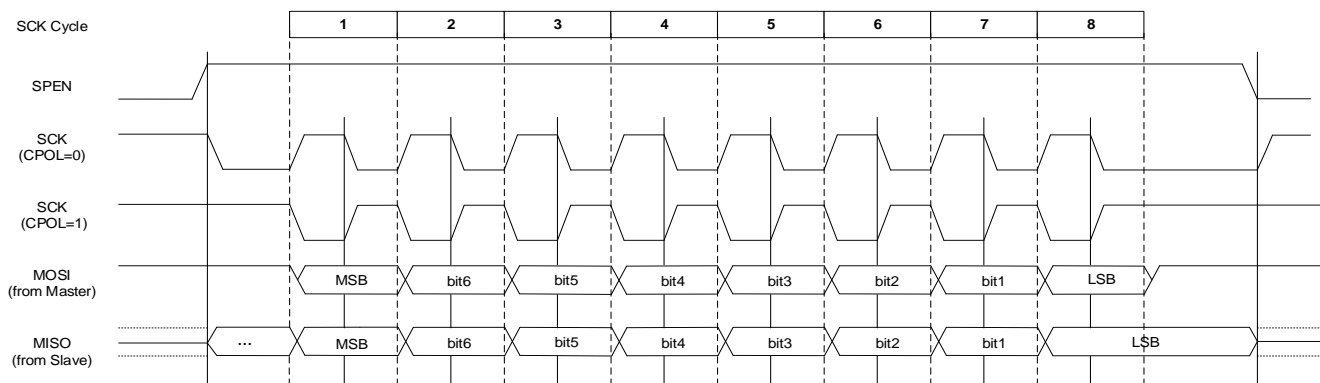 SCK Cycle 1 2 3 4 5 6 7 8
SPEN
SCK
(CPOL=0)
SCK
(CPOL=1)
MOSI
(from Master)
MSB bit6 bit5 bit4 bit3 bit2 bit1 LSB
MISO
(from Slave)
... MSB bit6 bit5 bit4 bit3 bit2 bit1 LSB